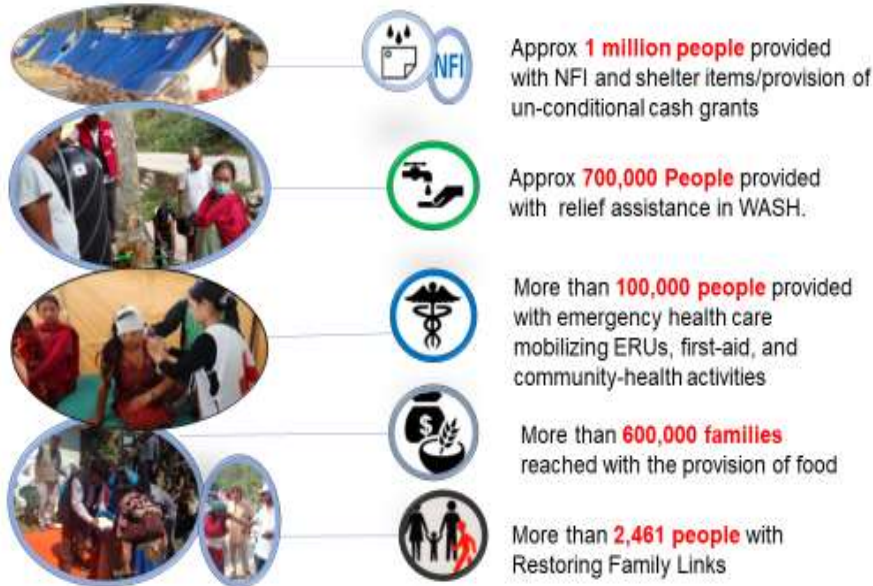 NFI
Approx 1 million people provided
with NFI and shelter items/provision of
un-conditional cash grants
Approx 700,000 People provided
with relief assistance in WASH.
More than 100,000 people provided
with emergency health care
mobilizing ERUs, first-aid, and
community-health activities
$
More than 600,000 families
reached with the provision of food
More than 2,461 people with
Restoring Family Links